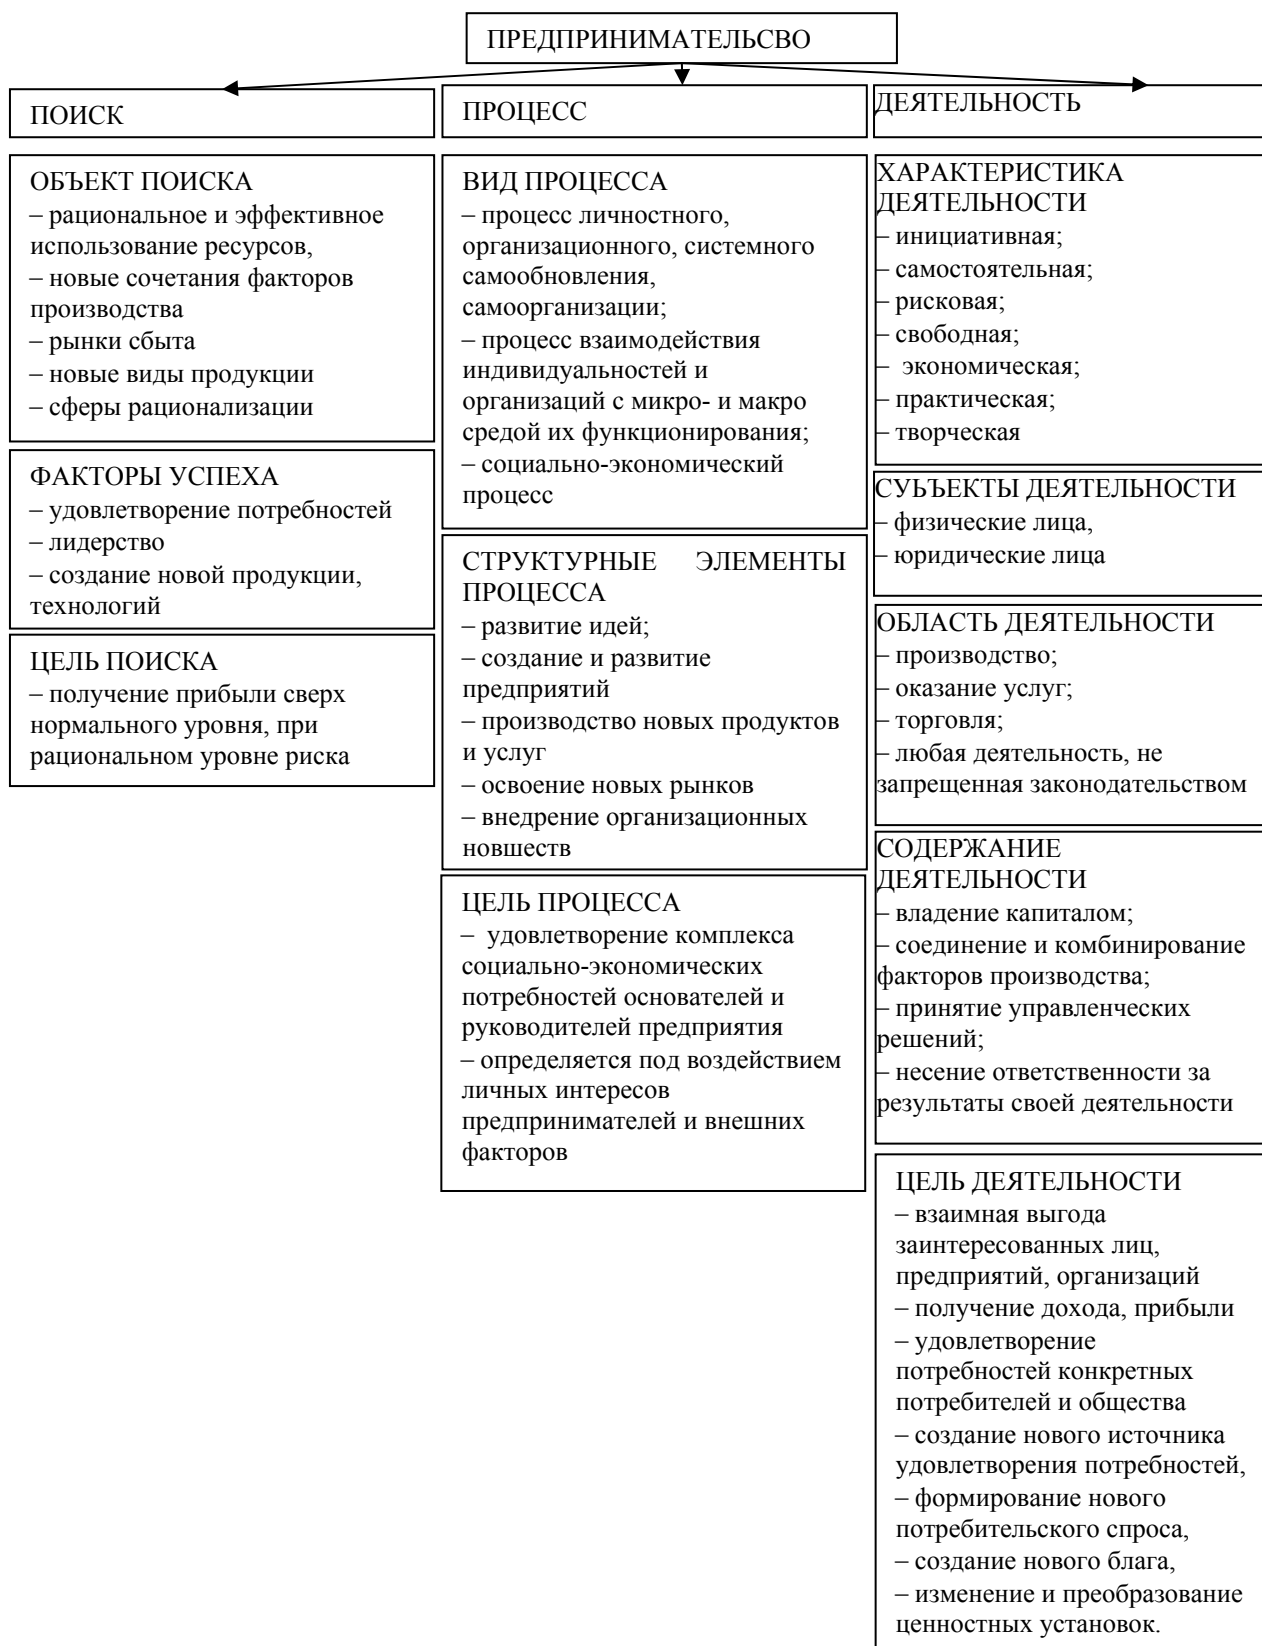 ПРЕДПРИНИМАТЕЛЬСВО
ПОИСК
ОБЪЕКТ ПОИСКА
– рациональное и эффективное
использование ресурсов,
– новые сочетания факторов
производства
– рынки сбыта
– новые виды продукции
– сферы рационализации
ФАКТОРЫ УСПЕХА
– удовлетворение потребностей
– лидерство
– создание новой продукции,
технологий
ЦЕЛЬ ПОИСКА
– получение прибыли сверх
нормального уровня, при
рациональном уровне риска
ПРОЦЕСС
ВИД ПРОЦЕССА
– процесс личностного,
организационного, системного
самообновления,
самоорганизации;
– процесс взаимодействия
индивидуальностей и
организаций с микро- и макро
средой их функционирования;
– социально-экономический
процесс
СТРУКТУРНЫЕ ЭЛЕМЕНТЫ
ПРОЦЕССА
– развитие идей;
– создание и развитие
предприятий
– производство новых продуктов
и услуг
– освоение новых рынков
– внедрение организационных
новшеств
ЦЕЛЬ ПРОЦЕССА
– удовлетворение комплекса
социально-экономических
потребностей основателей и
руководителей предприятия
– определяется под воздействием
личных интересов
предпринимателей и внешних
факторов
ДЕЯТЕЛЬНОСТЬ
ХАРАКТЕРИСТИКА
ДЕЯТЕЛЬНОСТИ
– инициативная;
– самостоятельная;
– рисковая;
– свободная;
– экономическая;
– практическая;
– творческая
СУЬЪЕКТЫ ДЕЯТЕЛЬНОСТИ
– физические лица,
– юридические лица
ОБЛАСТЬ ДЕЯТЕЛЬНОСТИ
– производство;
– оказание услуг;
– торговля;
– любая деятельность, не
запрещенная законодательством
СОДЕРЖАНИЕ
ДЕЯТЕЛЬНОСТИ
– владение капиталом;
– соединение и комбинирование
факторов производства;
– принятие управленческих
решений;
– несение ответственности за
результаты своей деятельности
ЦЕЛЬ ДЕЯТЕЛЬНОСТИ
– взаимная выгода
заинтересованных лиц,
предприятий, организаций
– получение дохода, прибыли
– удовлетворение
потребностей конкретных
потребителей и общества
– создание нового источника
удовлетворения потребностей,
– формирование нового
потребительского спроса,
– создание нового блага,
– изменение и преобразование
ценностных установок.